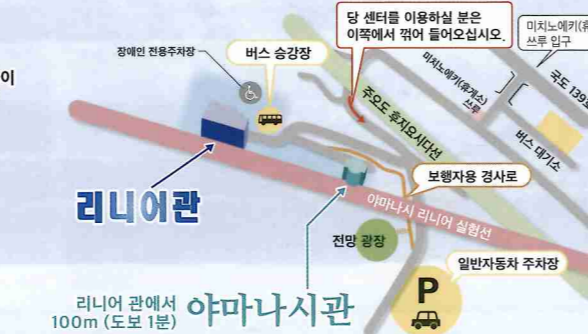 이
장애인 전용주차장
버스 승강장
당 센터를 이용하실 분은
이쪽에서 꺾어 들어오십시오.
쓰루 입구
미치노에키(휴게소)
쓰루
국도 139
버스 대기소
주오도 후지요시다선
보행자용 경사로
야마나시 리니어 실험선
리니어관
전망 광장
일반자동차 주차장
P
리니어 관에서
100m (도보 1분)
야마나시관